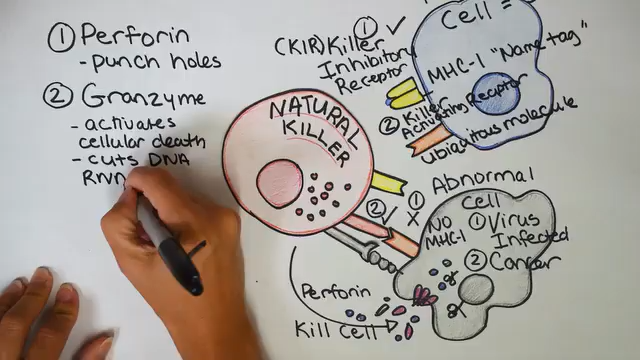 ① Perforin
- punch holes
② Granzyme
- activates
cellular death
- cuts DNA
RNA
(KIR) Killer ① ✓
Inhibitory
Receptor
Cell =
MHC-1 "Name tag"
② Killer
Activating Receptor
Ubiquitous molecule
NATURAL
KILLER
② ✓
① X
Abnormal
Cell
NO
MHC-1
① Virus
Infected
② Cancer
Perforin
Kill Cell